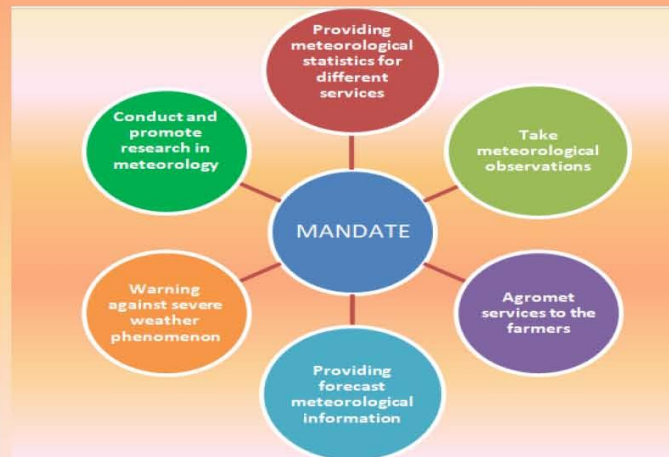 Providing
meteorological
statistics for
different
services
Take
meteorological
observations
Agromet
services to the
farmers
Providing
forecast
meteorological
information
Warning
against severe
weather
phenomenon
Conduct and
promote
research in
meteorology
MANDATE